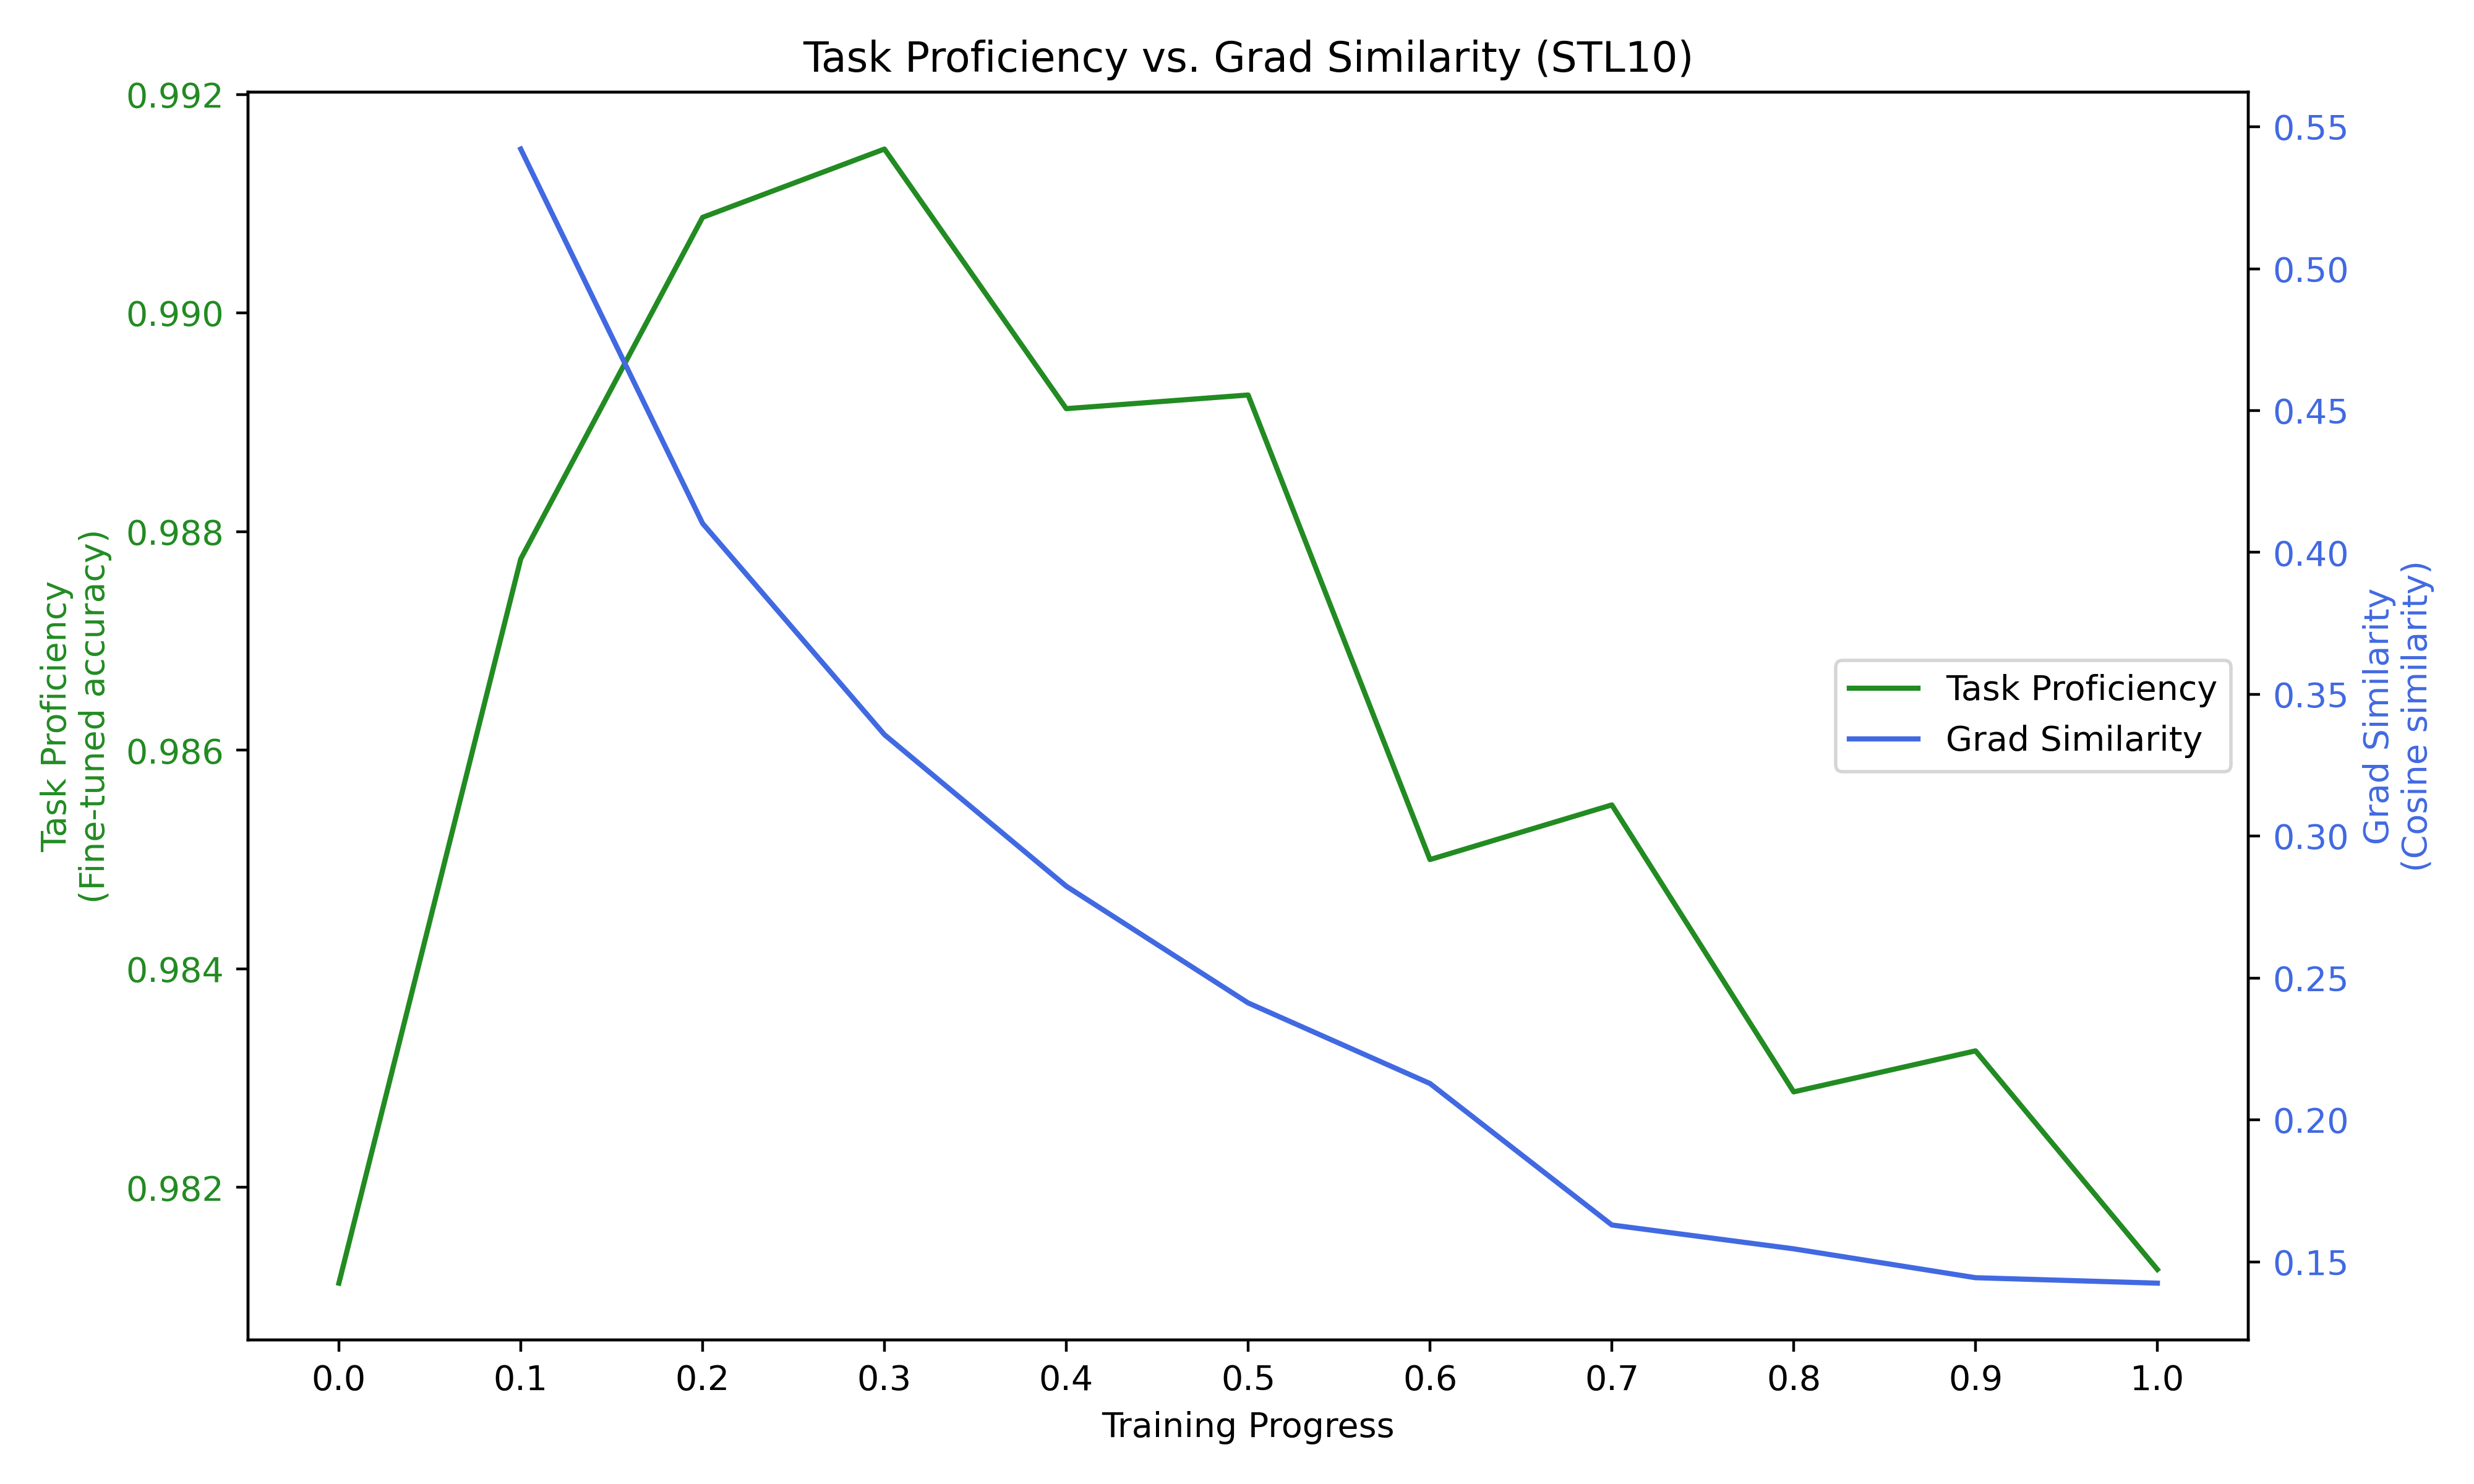 Task Proficiency vs. Grad Similarity (STL10)
0.992
0.990
0.988
0.986
0.984
0.982
Task Proficiency
(Fine-tuned accuracy)
0.55
0.50
0.45
0.40
0.35
0.30
0.25
0.20
0.15
Grad Similarity
(Cosine similarity)
Task Proficiency
Grad Similarity
0.0 0.1 0.2 0.3 0.4 0.5 0.6 0.7 0.8 0.9 1.0
Training Progress